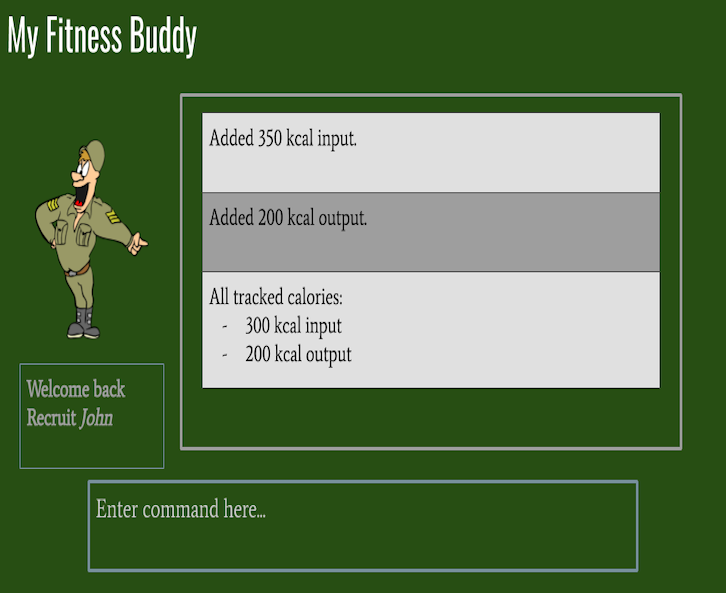 My Fitness Buddy
Added 350 kcal input.
Added 200 kcal output.
All tracked calories:
- 300 kcal input
- 200 kcal output
Welcome back
Recruit John
Enter command here...